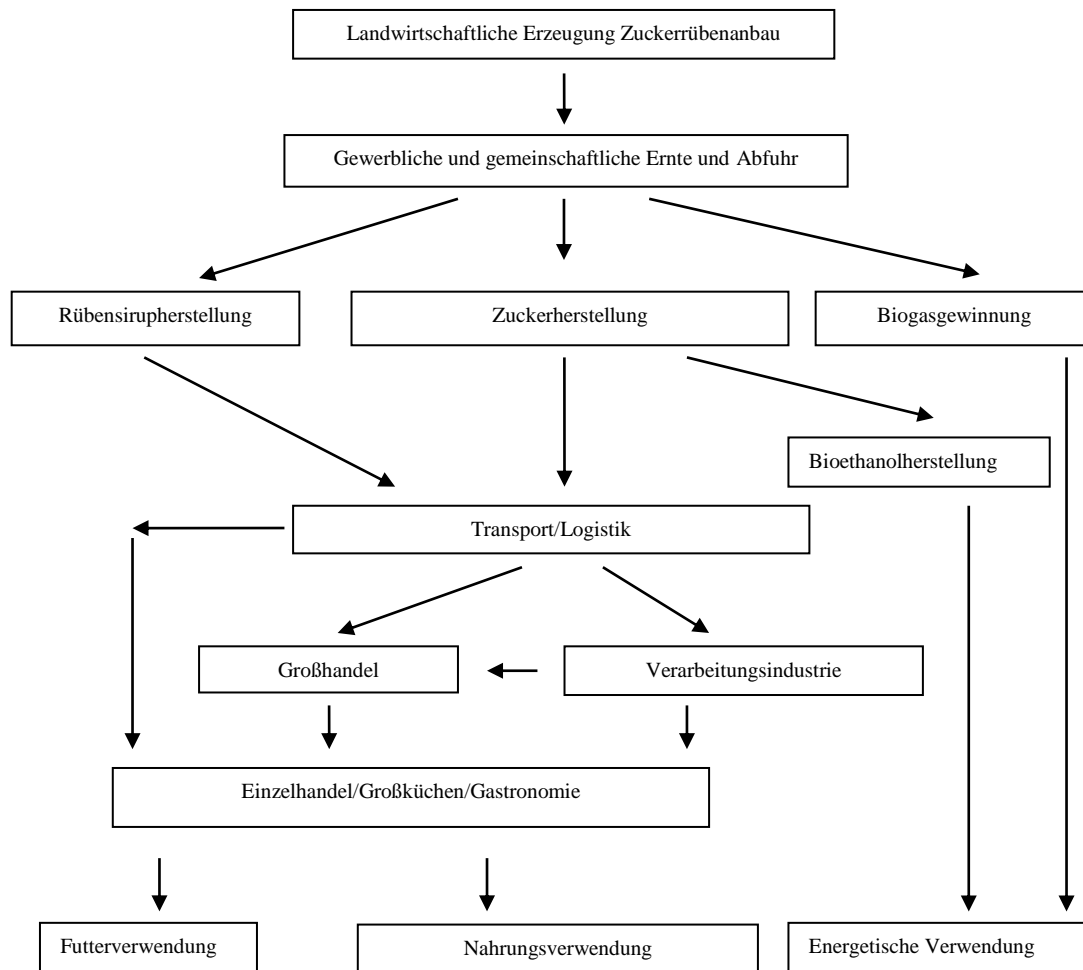 Landwirtschaftliche Erzeugung Zuckerrübenanbau
Gewerbliche und gemeinschaftliche Ernte und Abfuhr
Rübensirupherstellung
Zuckerherstellung
Biogasgewinnung
Bioethanolherstellung
Transport/Logistik
Großhandel
Verarbeitungsindustrie
Einzelhandel/Großküchen/Gastronomie
Futterverwendung
Nahrungsverwendung
Energetische Verwendung